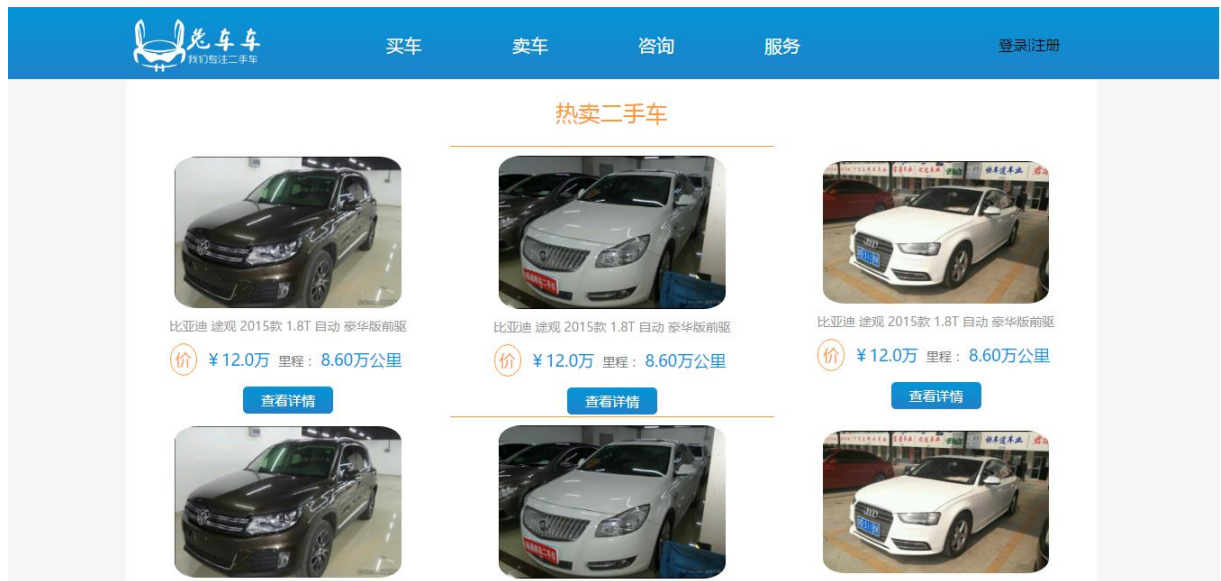 兔车车
我们专注二手车
买车 卖车 咨询 服务 登录|注册
热卖二手车
比亚迪 途观 2015款 1.8T 自动 豪华版前驱
价 ¥12.0万 里程： 8.60万公里
查看详情
比亚迪 途观 2015款 1.8T 自动 豪华版前驱
价 ¥12.0万 里程： 8.60万公里
查看详情
比亚迪 途观 2015款 1.8T 自动 豪华版前驱
价 ¥12.0万 里程： 8.60万公里
查看详情